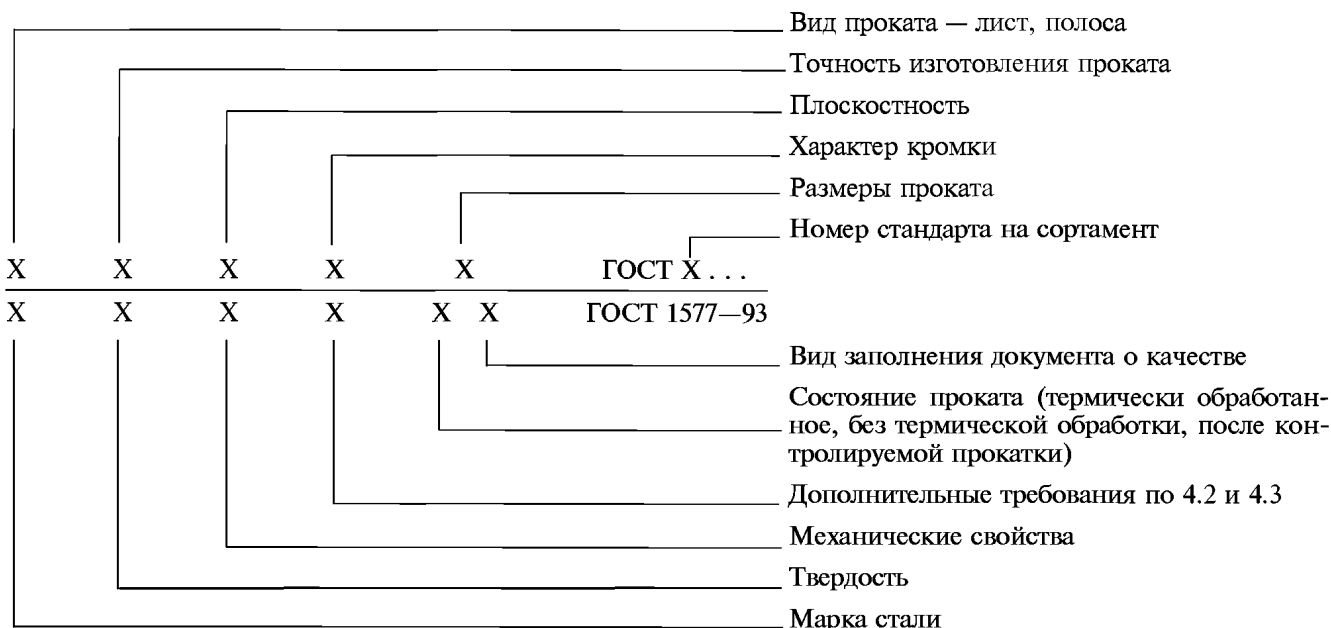 Вид проката — лист, полоса
Точность изготовления проката
Плоскостность
Характер кромки
Размеры проката
Номер стандарта на сортамент
Х Х Х Х Х ГОСТ Х . . .
Х Х Х Х Х Х ГОСТ 1577—93
Вид заполнения документа о качестве
Состояние проката (термически обработан-
ное, без термической обработки, после кон-
тролируемой прокатки)
Дополнительные требования по 4.2 и 4.3
Механические свойства
Твердость
Марка стали